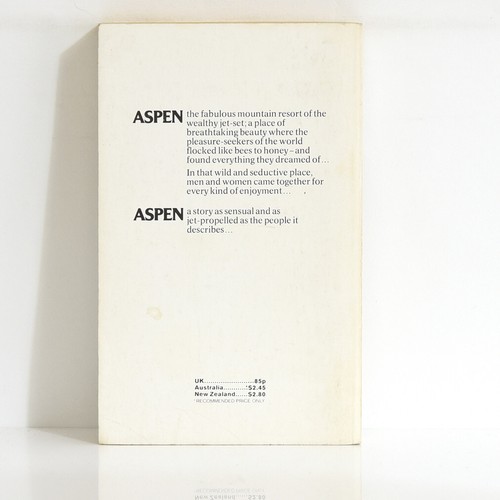 ASPEN the fabulous mountain resort of the
wealthy jet-set; a place of
breathtaking beauty where the
pleasure-seekers of the world
flocked like bees to honey – and
found everything they dreamed of...
In that wild and seductive place,
men and women came together for
every kind of enjoyment...
ASPEN a story as sensual and as
jet-propelled as the people it
describes...
UK.......................85p
Australia..........*$2.45
New Zealand......$2.80
*RECOMMENDED PRICE ONLY